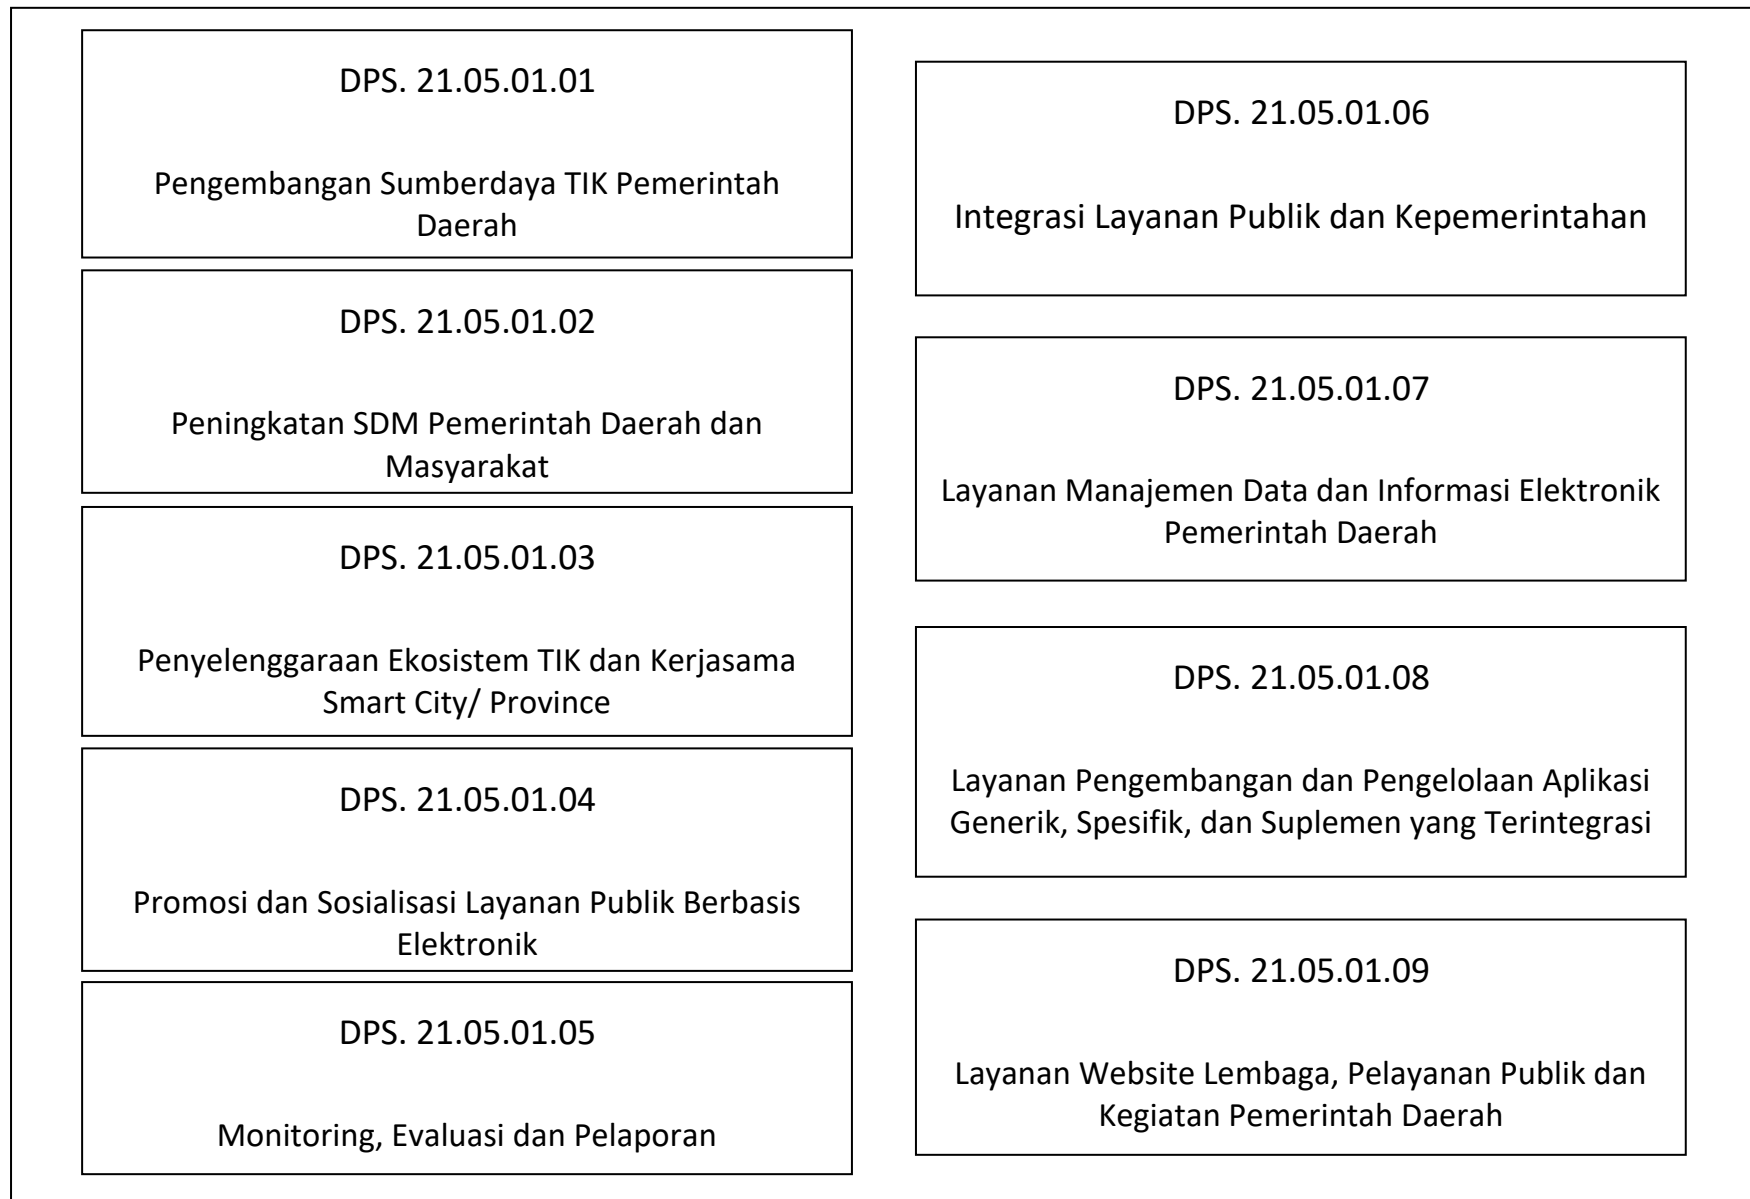 DPS. 21.05.01.01
Pengembangan Sumberdaya TIK Pemerintah
Daerah
DPS. 21.05.01.02
Peningkatan SDM Pemerintah Daerah dan
Masyarakat
DPS. 21.05.01.03
Penyelenggaraan Ekosistem TIK dan Kerjasama
Smart City/ Province
DPS. 21.05.01.04
Promosi dan Sosialisasi Layanan Publik Berbasis
Elektronik
DPS. 21.05.01.05
Monitoring, Evaluasi dan Pelaporan
DPS. 21.05.01.06
Integrasi Layanan Publik dan Kepemerintahan
DPS. 21.05.01.07
Layanan Manajemen Data dan Informasi Elektronik
Pemerintah Daerah
DPS. 21.05.01.08
Layanan Pengembangan dan Pengelolaan Aplikasi
Generik, Spesifik, dan Suplemen yang Terintegrasi
DPS. 21.05.01.09
Layanan Website Lembaga, Pelayanan Publik dan
Kegiatan Pemerintah Daerah